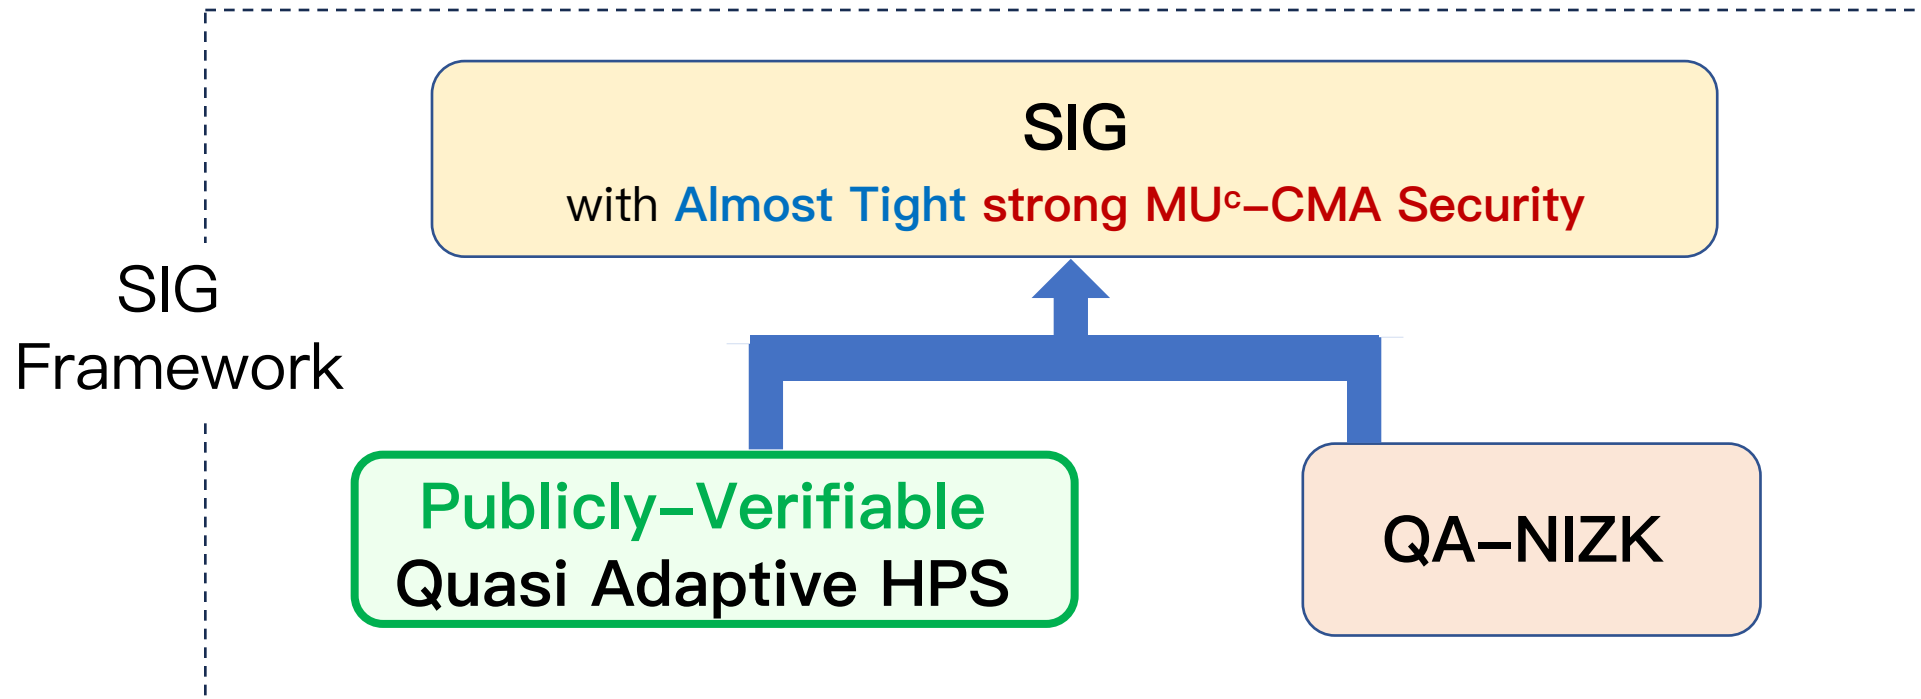 SIG
with Almost Tight strong MUᶜ–CMA Security
SIG
Framework
Publicly–Verifiable
Quasi Adaptive HPS
QA–NIZK